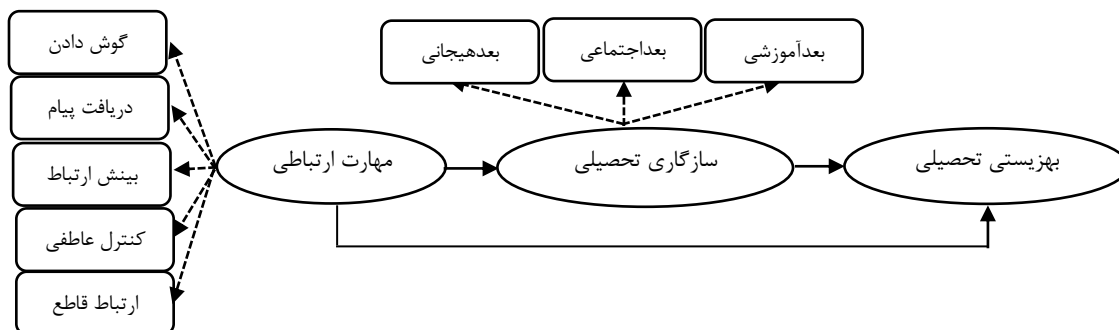 گوش دادن
دریافت پیام
بینش ارتباط
کنترل عاطفی
ارتباط قاطع
بعدهیجانی
بعداجتماعی
بعدآموزشی
مهارت ارتباطی
سازگاری تحصیلی
بهزیستی تحصیلی